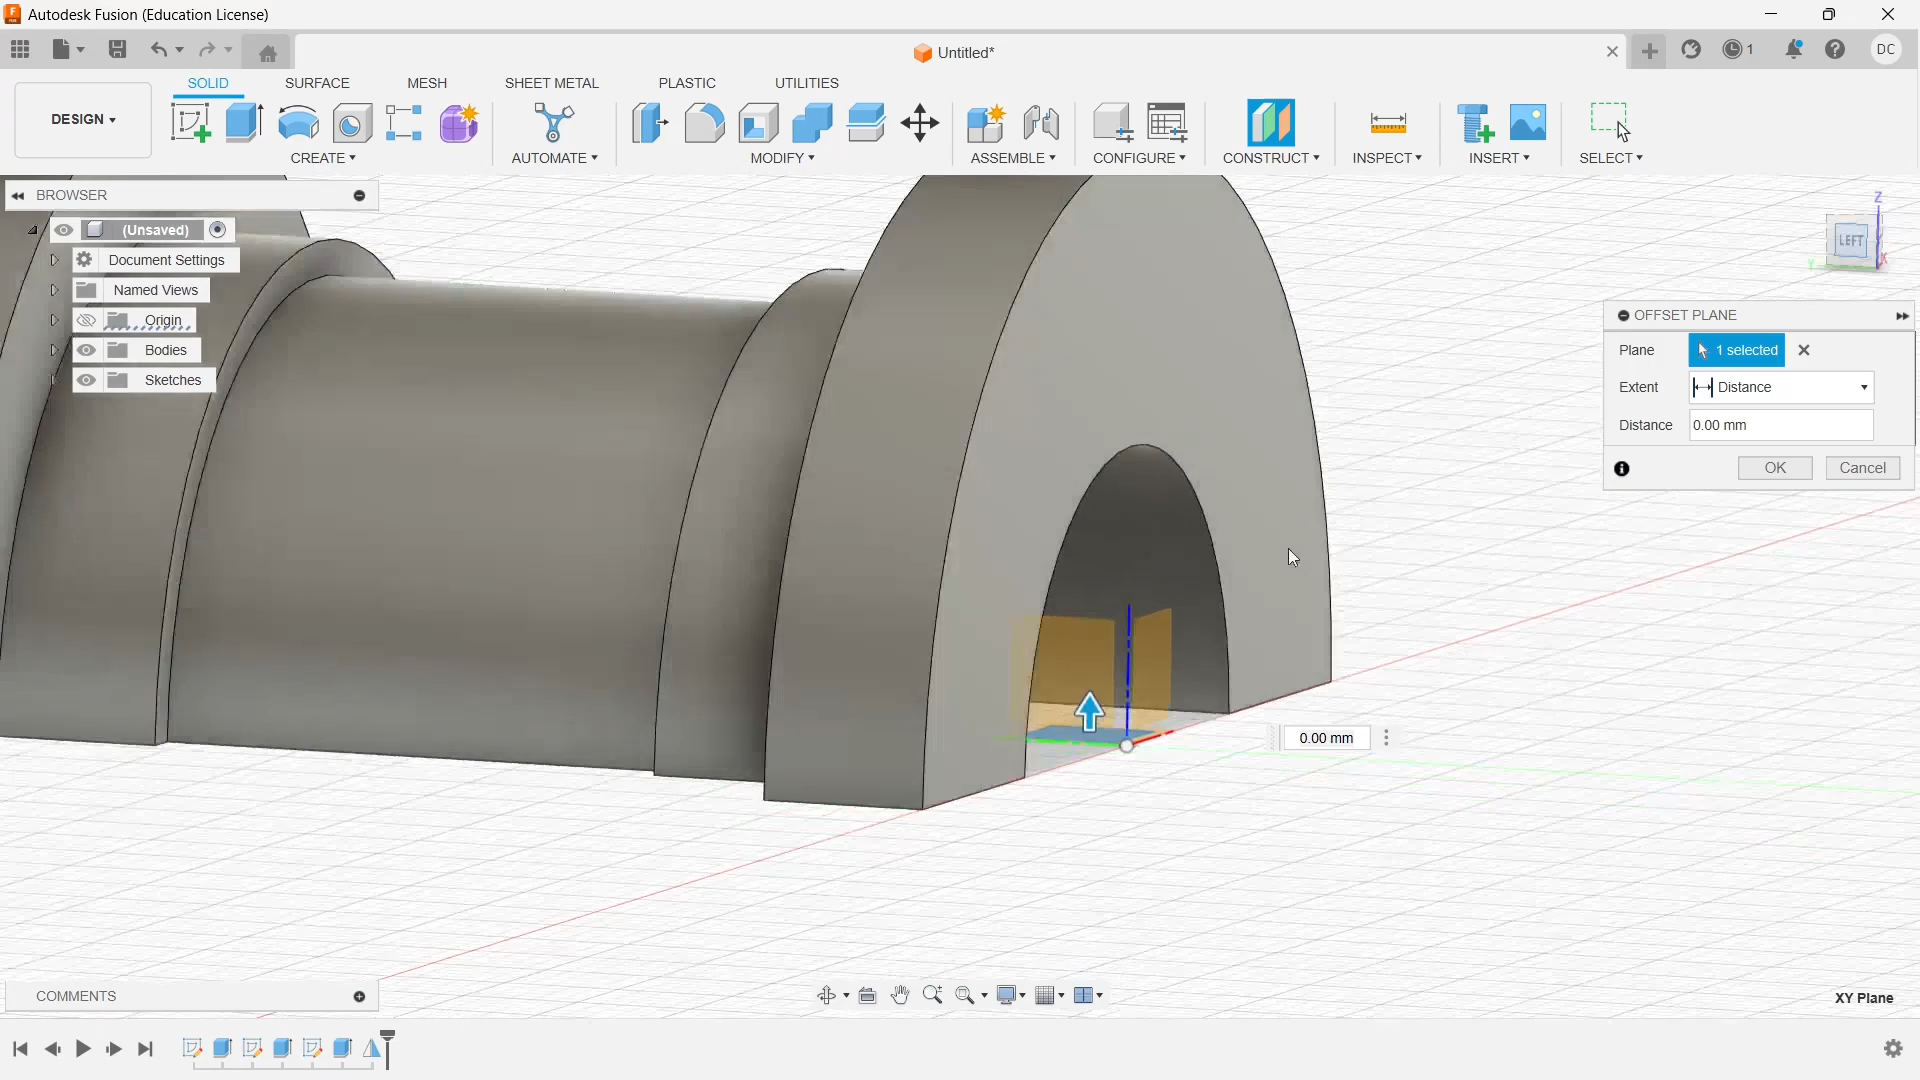 Autodesk Fusion (Education License)
Untitled*
1
DC
DESIGN
SOLID
SURFACE
MESH
SHEET METAL
PLASTIC
UTILITIES
CREATE
AUTOMATE
MODIFY
ASSEMBLE
CONFIGURE
CONSTRUCT
INSPECT
INSERT
SELECT
BROWSER
(Unsaved)
Document Settings
Named Views
Origin
Bodies
Sketches
Z
LEFT
Y
X
OFFSET PLANE
Plane 1 selected
Extent Distance
Distance 0.00 mm
OK Cancel
0.00 mm
COMMENTS
XY Plane